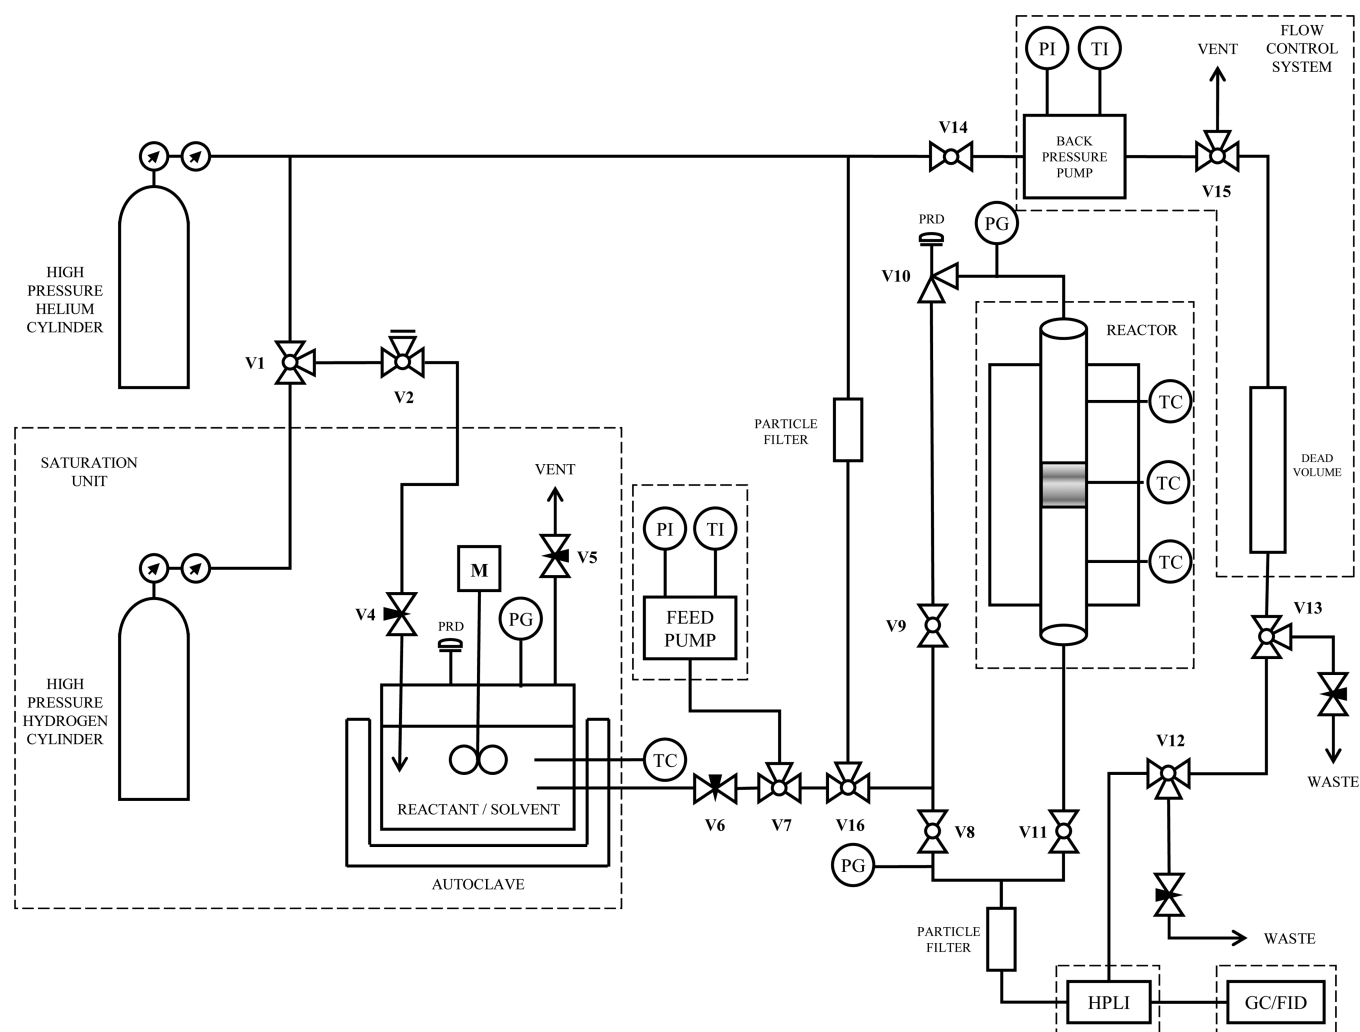 PI
TI
VENT
FLOW
CONTROL
SYSTEM
V14
BACK
PRESSURE
PUMP
V15
PRD
PG
V10
HIGH
PRESSURE
HELIUM
CYLINDER
REACTOR
V1
V2
TC
PARTICLE
FILTER
SATURATION
UNIT
VENT
DEAD
VOLUME
TC
PI
TI
M
V5
TC
V4
PRD
PG
FEED
PUMP
V9
V13
HIGH
PRESSURE
HYDROGEN
CYLINDER
TC
V12
REACTANT / SOLVENT
WASTE
V6
V7
V16
V8
V11
PG
AUTOCLAVE
PARTICLE
FILTER
WASTE
HPLI
GC/FID